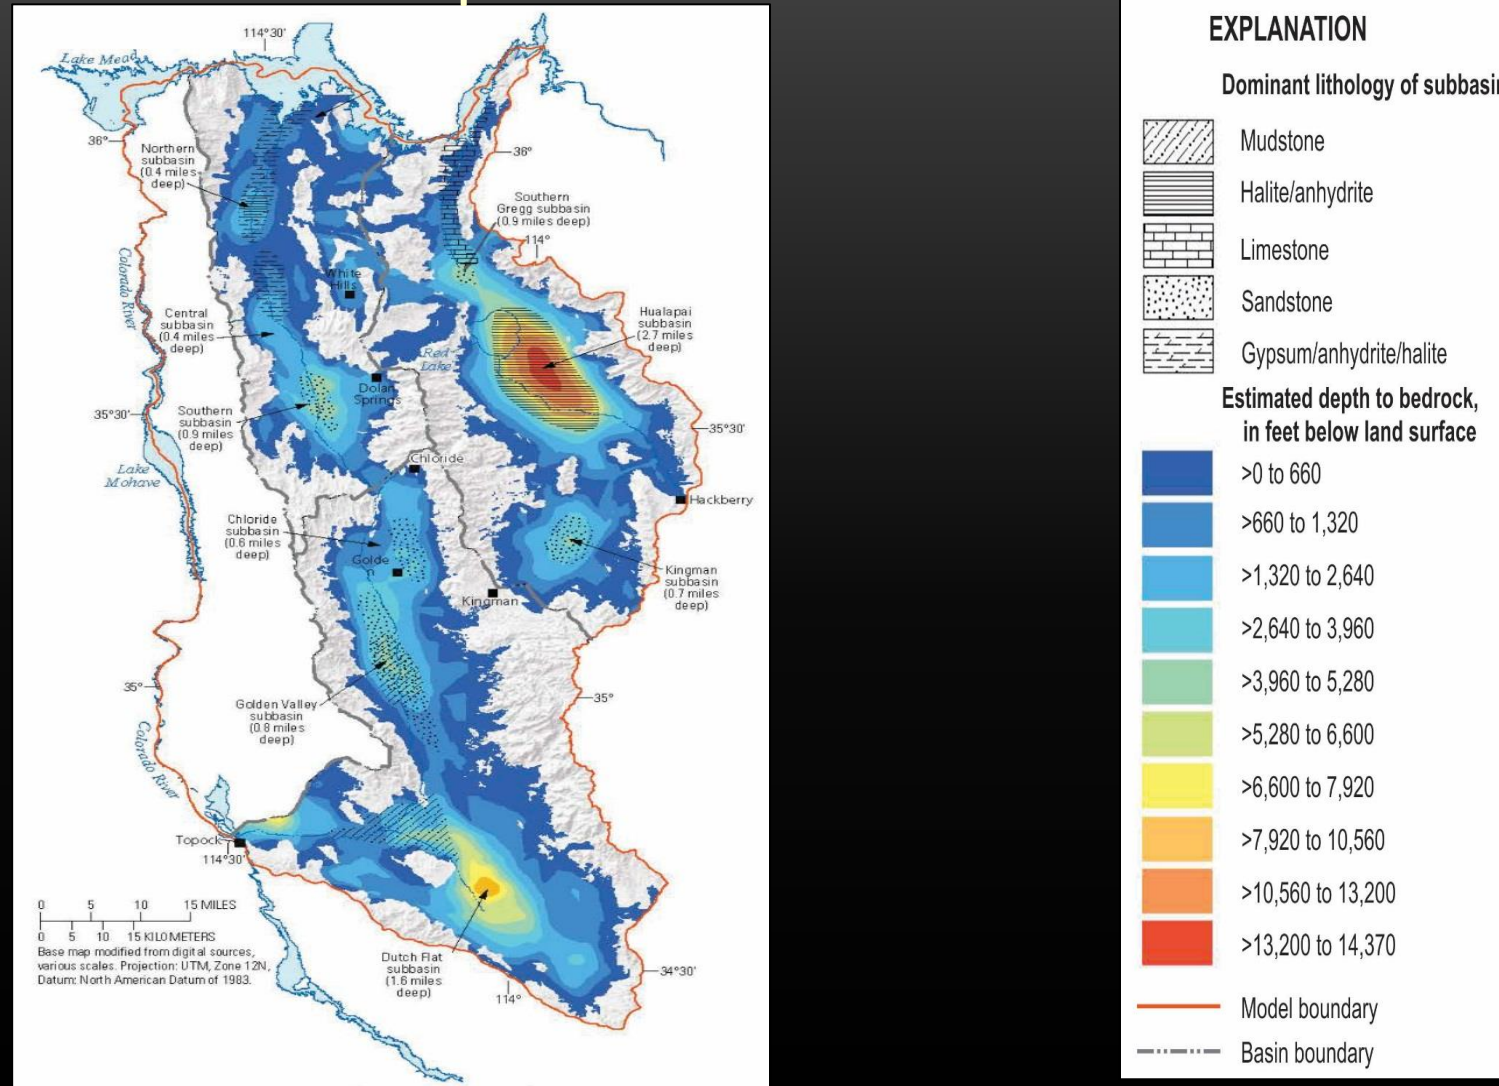 Lake Mead
114°30'
36°
Northern
subbasin
(0.4 miles
deep)
36°
Southern
Gregg subbasin
(0.9 miles deep)
114°
Colorado River
White
Hills
Central
subbasin
(0.4 miles
deep)
Hualapai
subbasin
(2.7 miles
deep)
Red
Lake
Dolan
Springs
35°30'
Southern
subbasin
(0.9 miles
deep)
35°30'
Chloride
Lake
Mohave
Hackberry
Chloride
subbasin
(0.6 miles
deep)
Golde
n
Kingman
Kingman
subbasin
(0.7 miles
deep)
35°
35°
Golden Valley
subbasin
(0.8 miles
deep)
Colorado River
Topock
114°30'
0 5 10 15 MILES
0 5 10 15 KILOMETERS
Base map modified from digital sources,
various scales. Projection: UTM, Zone 12N,
Datum: North American Datum of 1983.
Dutch Flat
subbasin
(1.6 miles
deep)
114°
34°30'
EXPLANATION
Dominant lithology of subbasin
Mudstone
Halite/anhydrite
Limestone
Sandstone
Gypsum/anhydrite/halite
Estimated depth to bedrock,
in feet below land surface
>0 to 660
>660 to 1,320
>1,320 to 2,640
>2,640 to 3,960
>3,960 to 5,280
>5,280 to 6,600
>6,600 to 7,920
>7,920 to 10,560
>10,560 to 13,200
>13,200 to 14,370
Model boundary
Basin boundary